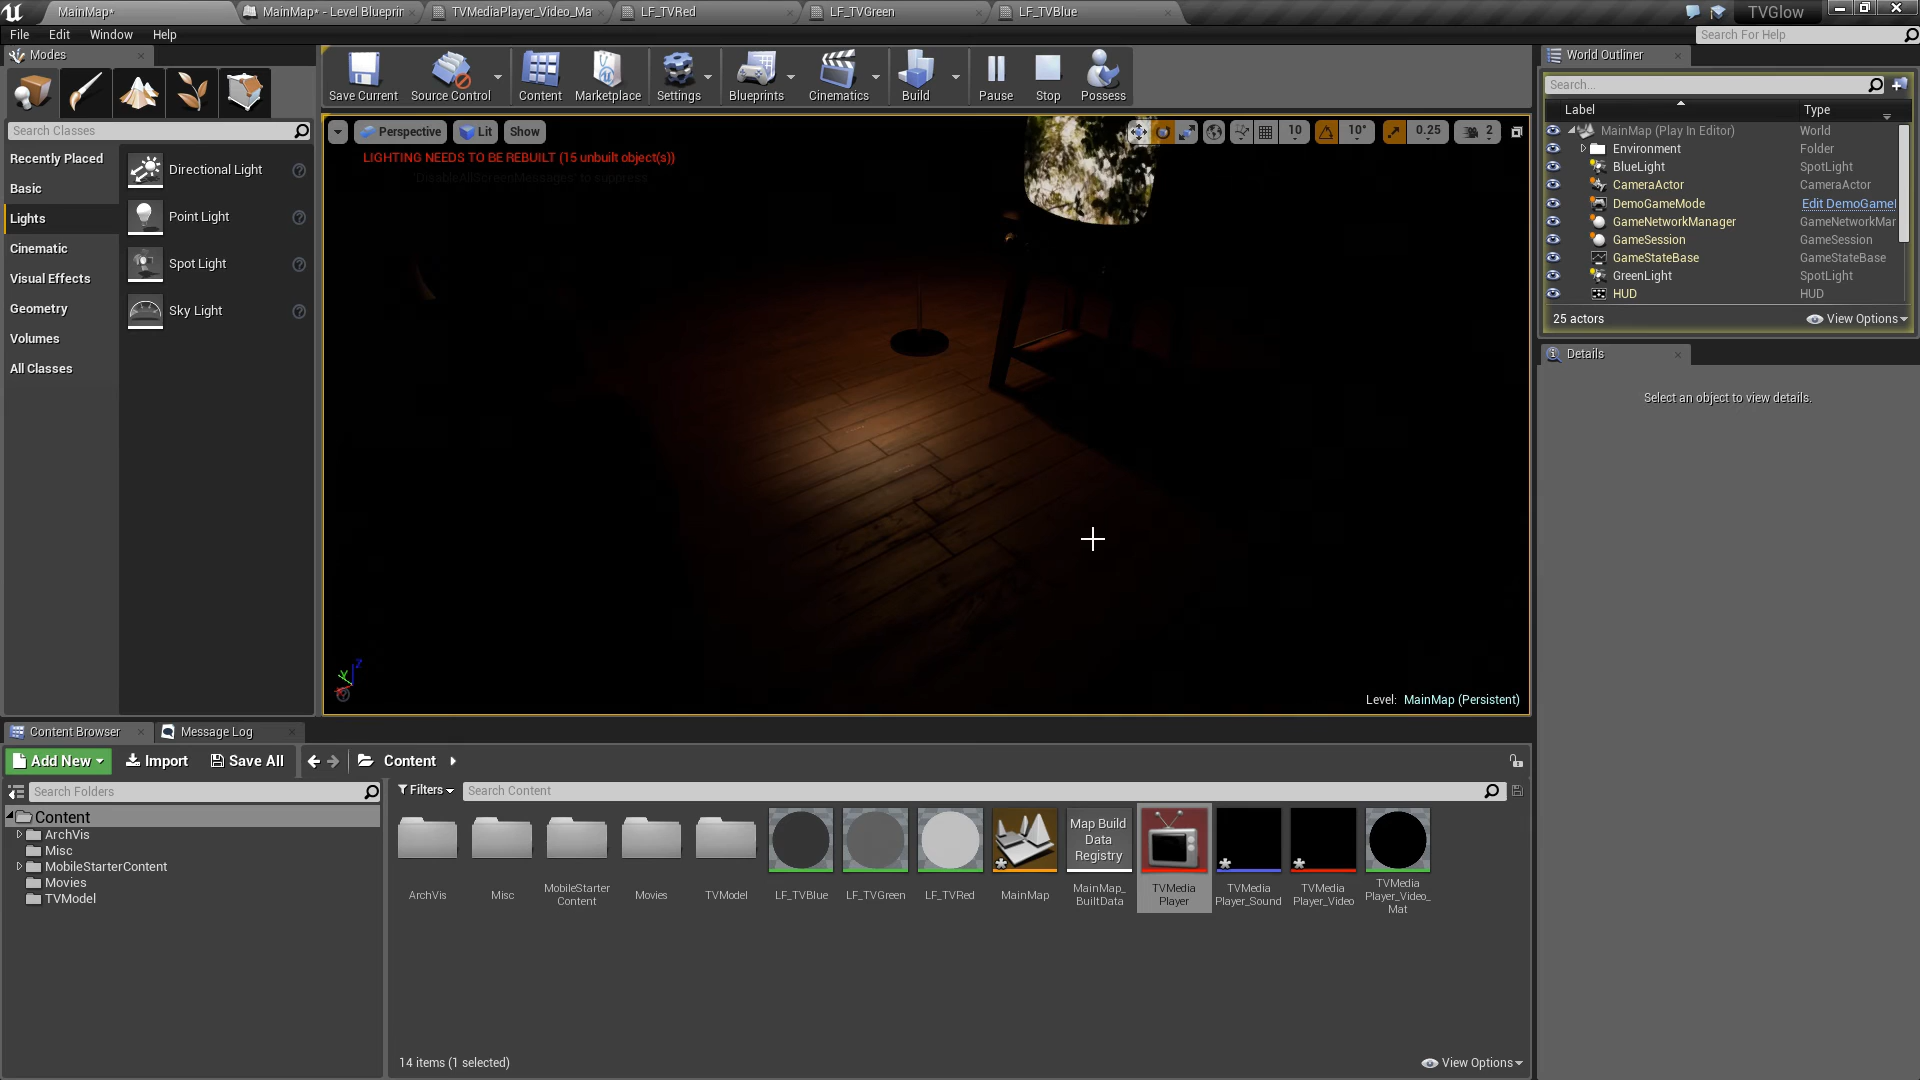 MainMap*
MainMap* - Level Blueprin
TVMediaPlayer_Video_Ma
LF_TVRed
LF_TVGreen
LF_TVBlue
TVGlow
File
Edit
Window
Help
Search For Help
Modes
Search Classes
Recently Placed
Basic
Lights
Cinematic
Visual Effects
Geometry
Volumes
All Classes
Directional Light
Point Light
Spot Light
Sky Light
Save Current
Source Control
Content
Marketplace
Settings
Blueprints
Cinematics
Build
Pause
Stop
Possess
Perspective
Lit
Show
10
10°
0.25
2
LIGHTING NEEDS TO BE REBUILT (15 unbuilt object(s))
'DisableAllScreenMessages' to suppress
Level: MainMap (Persistent)
World Outliner
Search...
Label
Type
MainMap (Play In Editor)
World
Environment
Folder
BlueLight
SpotLight
CameraActor
CameraActor
DemoGameMode
Edit DemoGameI
GameNetworkManager
GameNetworkMar
GameSession
GameSession
GameStateBase
GameStateBase
GreenLight
SpotLight
HUD
HUD
25 actors
View Options
Details
Select an object to view details.
Content Browser
Message Log
Add New
Import
Save All
Content
Search Folders
Filters
Search Content
Content
ArchVis
Misc
MobileStarterContent
Movies
TVModel
ArchVis
Misc
MobileStarter
Content
Movies
TVModel
LF_TVBlue
LF_TVGreen
LF_TVRed
MainMap
Map Build
Data
Registry
MainMap_
BuiltData
TVMedia
Player
TVMedia
Player_Sound
TVMedia
Player_Video
TVMedia
Player_Video_
Mat
14 items (1 selected)
View Options